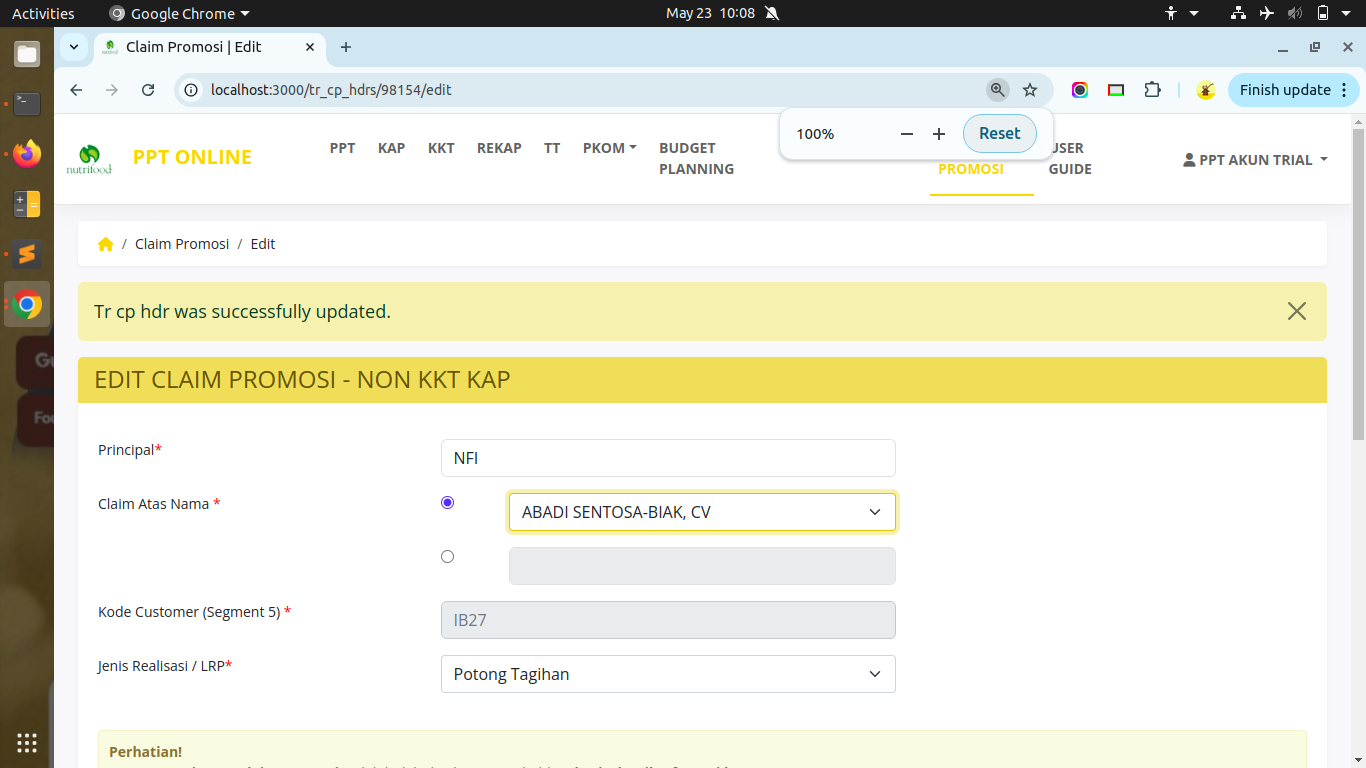 Activities
Google Chrome
May 23 10:08
Claim Promosi | Edit
localhost:3000/tr_cp_hdrs/98154/edit
Finish update
100%
Reset
nutrifood
PPT ONLINE
PPT
KAP
KKT
REKAP
TT
PKOM
BUDGET
PLANNING
PROMOSI
USER
GUIDE
PPT AKUN TRIAL
/ Claim Promosi / Edit
Tr cp hdr was successfully updated.
EDIT CLAIM PROMOSI - NON KKT KAP
Principal*
NFI
Claim Atas Nama *
ABADI SENTOSA-BIAK, CV
Kode Customer (Segment 5) *
IB27
Jenis Realisasi / LRP*
Potong Tagihan
Perhatian!